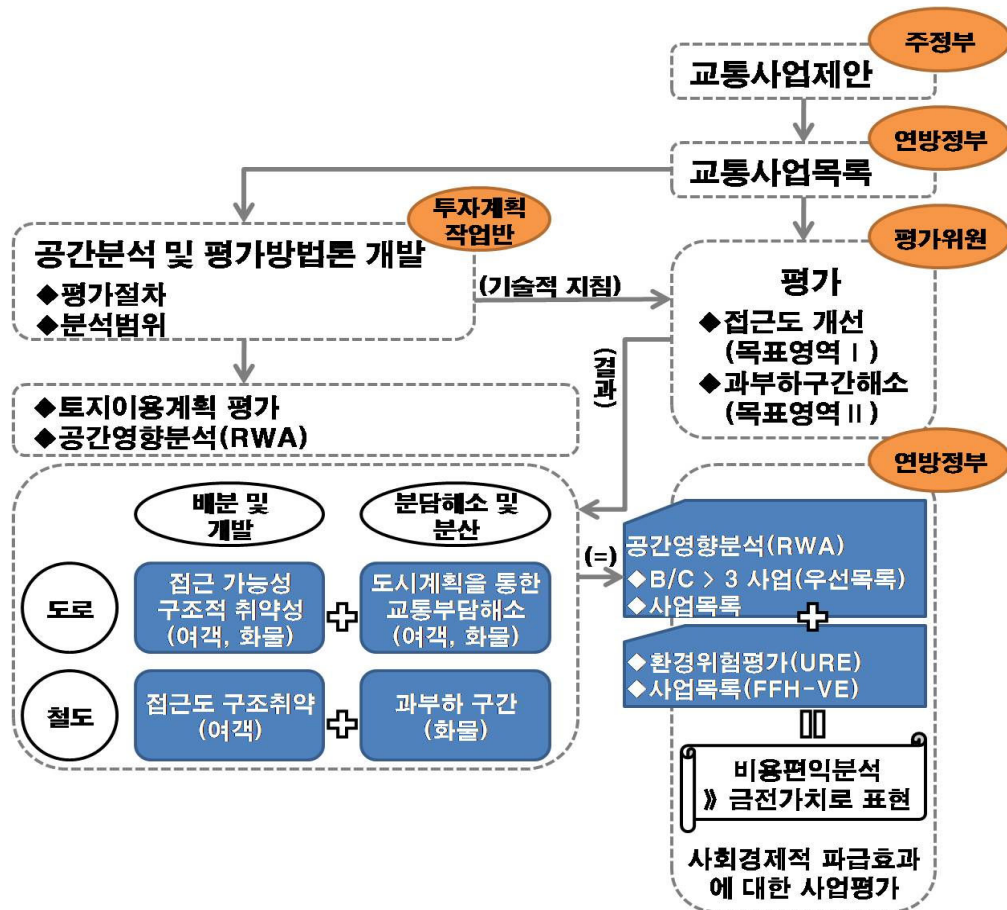 주정부
교통사업제안
연방정부
교통사업목록
투자계획
작업반
공간분석 및 평가방법론 개발
◆평가절차
◆분석범위
(기술적 지침)
평가위원
평가
◆접근도 개선
(목표영역Ⅰ)
◆과부하구간해소
(목표영역Ⅱ)
(결과)
◆토지이용계획 평가
◆공간영향분석(RWA)
배분 및
개발
분담해소 및
분산
도로
접근 가능성
구조적 취약성
(여객, 화물)
도시계획을 통한
교통부담해소
(여객, 화물)
철도
접근도 구조취약
(여객)
과부하 구간
(화물)
(=)
연방정부
공간영향분석(RWA)
◆B/C > 3 사업(우선목록)
◆사업목록
◆환경위험평가(URE)
◆사업목록(FFH-VE)
비용편익분석
》 금전가치로 표현
사회경제적 파급효과
에 대한 사업평가